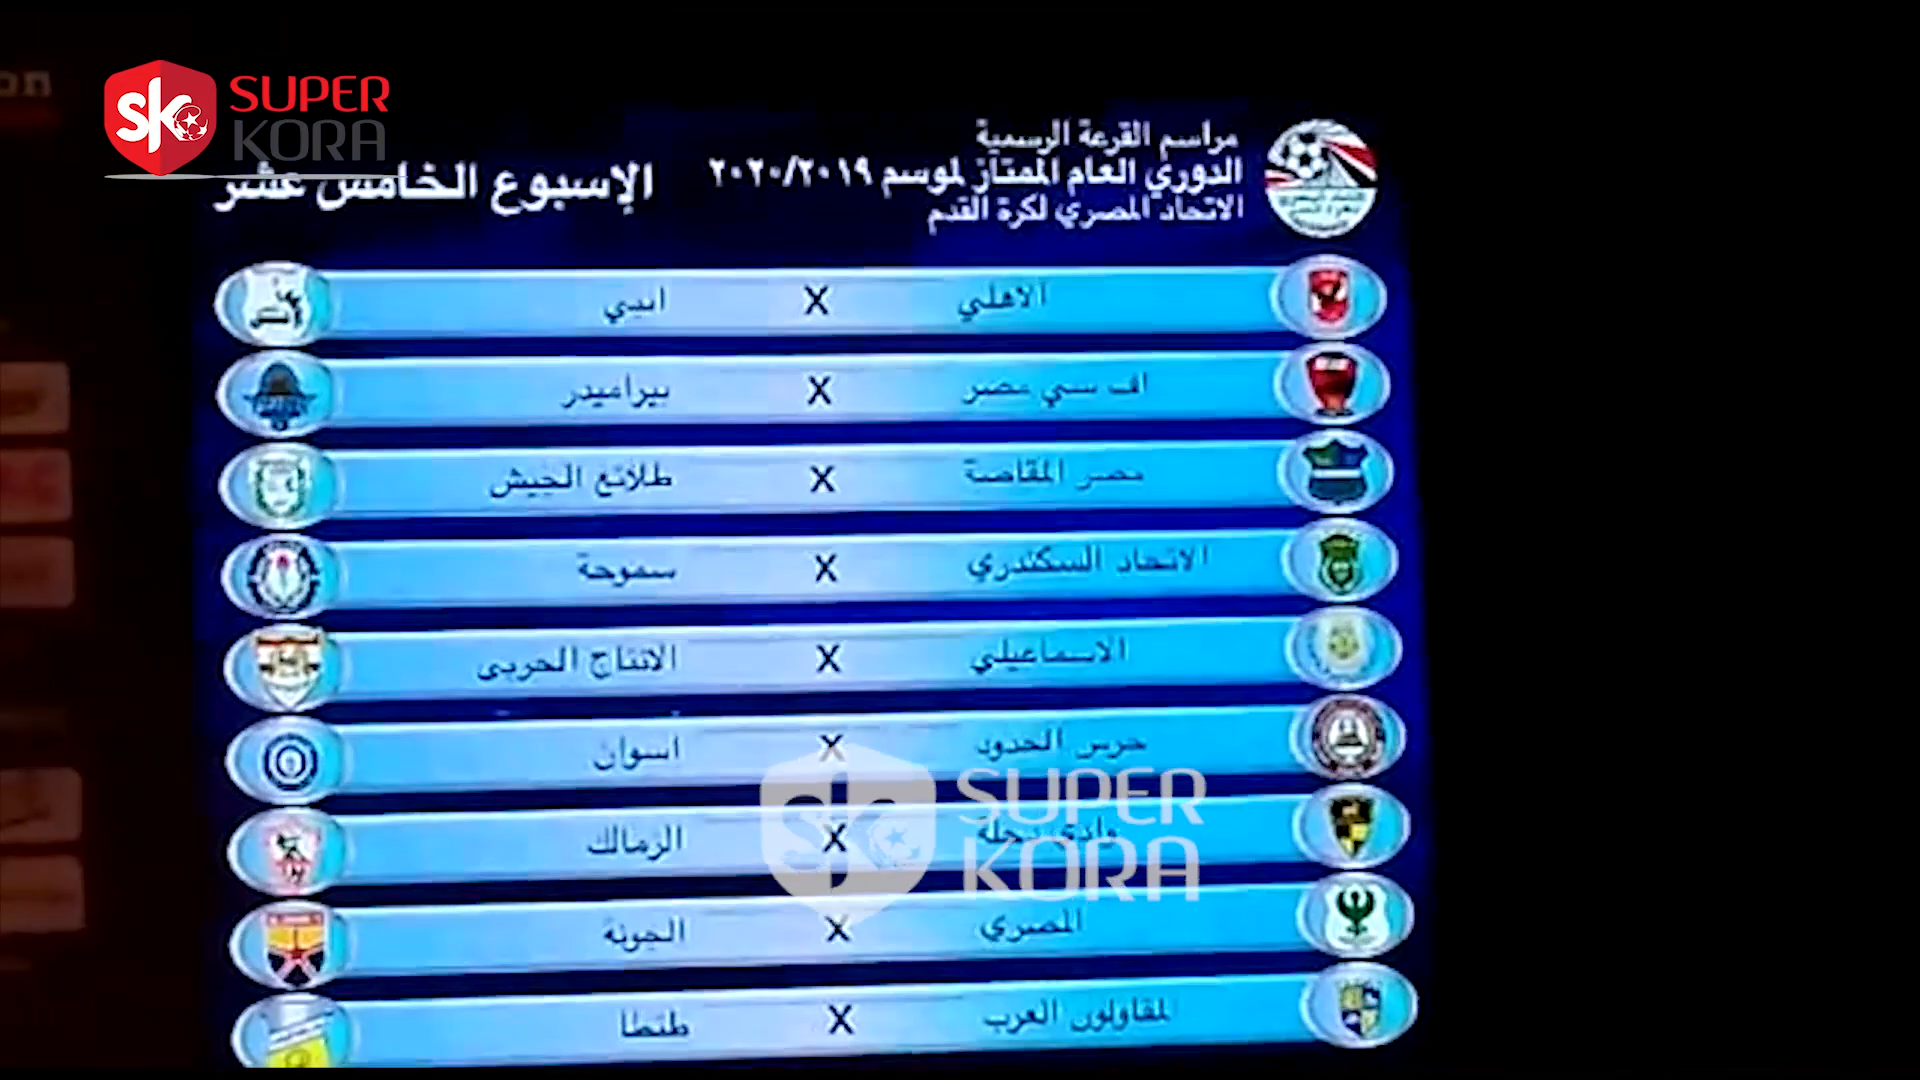 SUPER
KORA
مراسم القرعة الرسمية
الدوري العام الممتاز لموسم ٢٠٢٠/٢٠١٩
الاتحاد المصري لكرة القدم
الإسبوع الخامس عشر
الاهلي X انبي
اف سي مصر X بيراميدز
مصر المقاصة X طلائع الجيش
الاتحاد السكندري X سموحة
الاسماعيلي X الانتاج الحربى
حرس الحدود X اسوان
وادي دجلة X الزمالك
المصري X الجونة
لمقاولون العرب X طنطا
SUPER
KORA
on